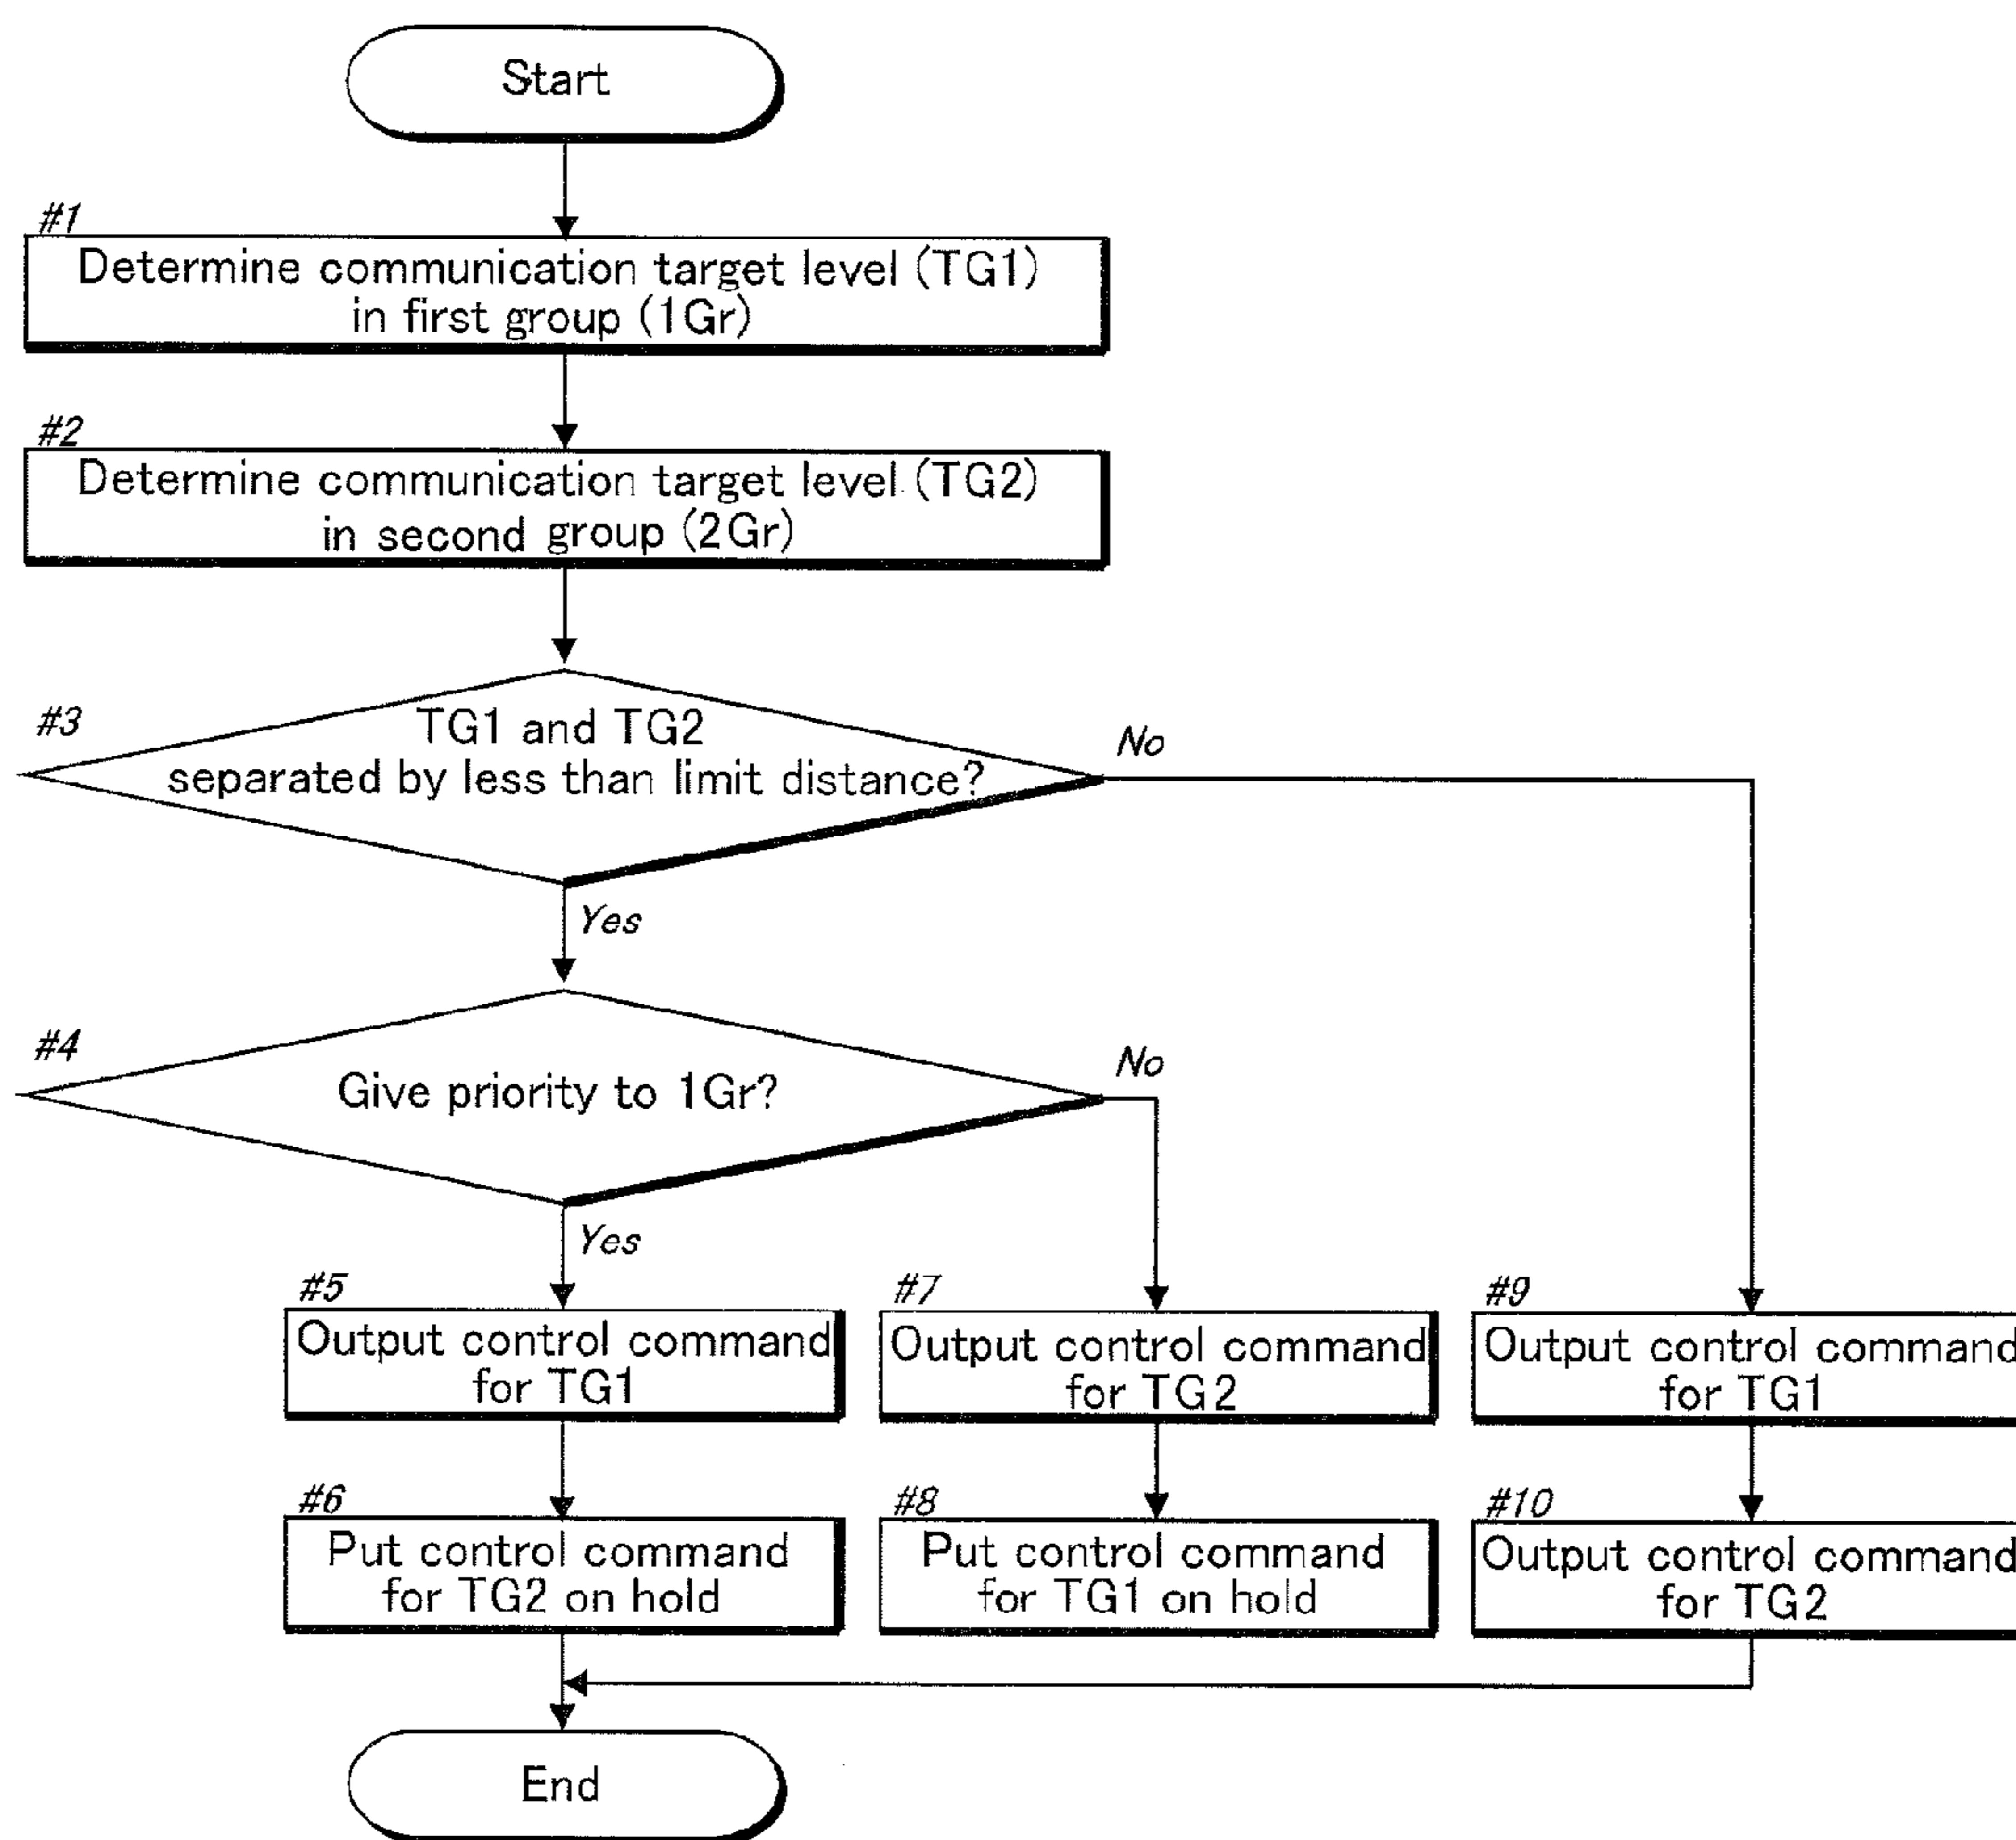 Start
#1
Determine communication target level (TG1)
in first group (1Gr)
#2
Determine communication target level (TG2)
in second group (2Gr)
#3
TG1 and TG2
separated by less than limit distance?
No
Yes
#4
Give priority to 1Gr?
No
Yes
#5
Output control command
for TG1
#7
Output control command
for TG2
#9
Output control command
for TG1
#6
Put control command
for TG2 on hold
#8
Put control command
for TG1 on hold
#10
Output control command
for TG2
End